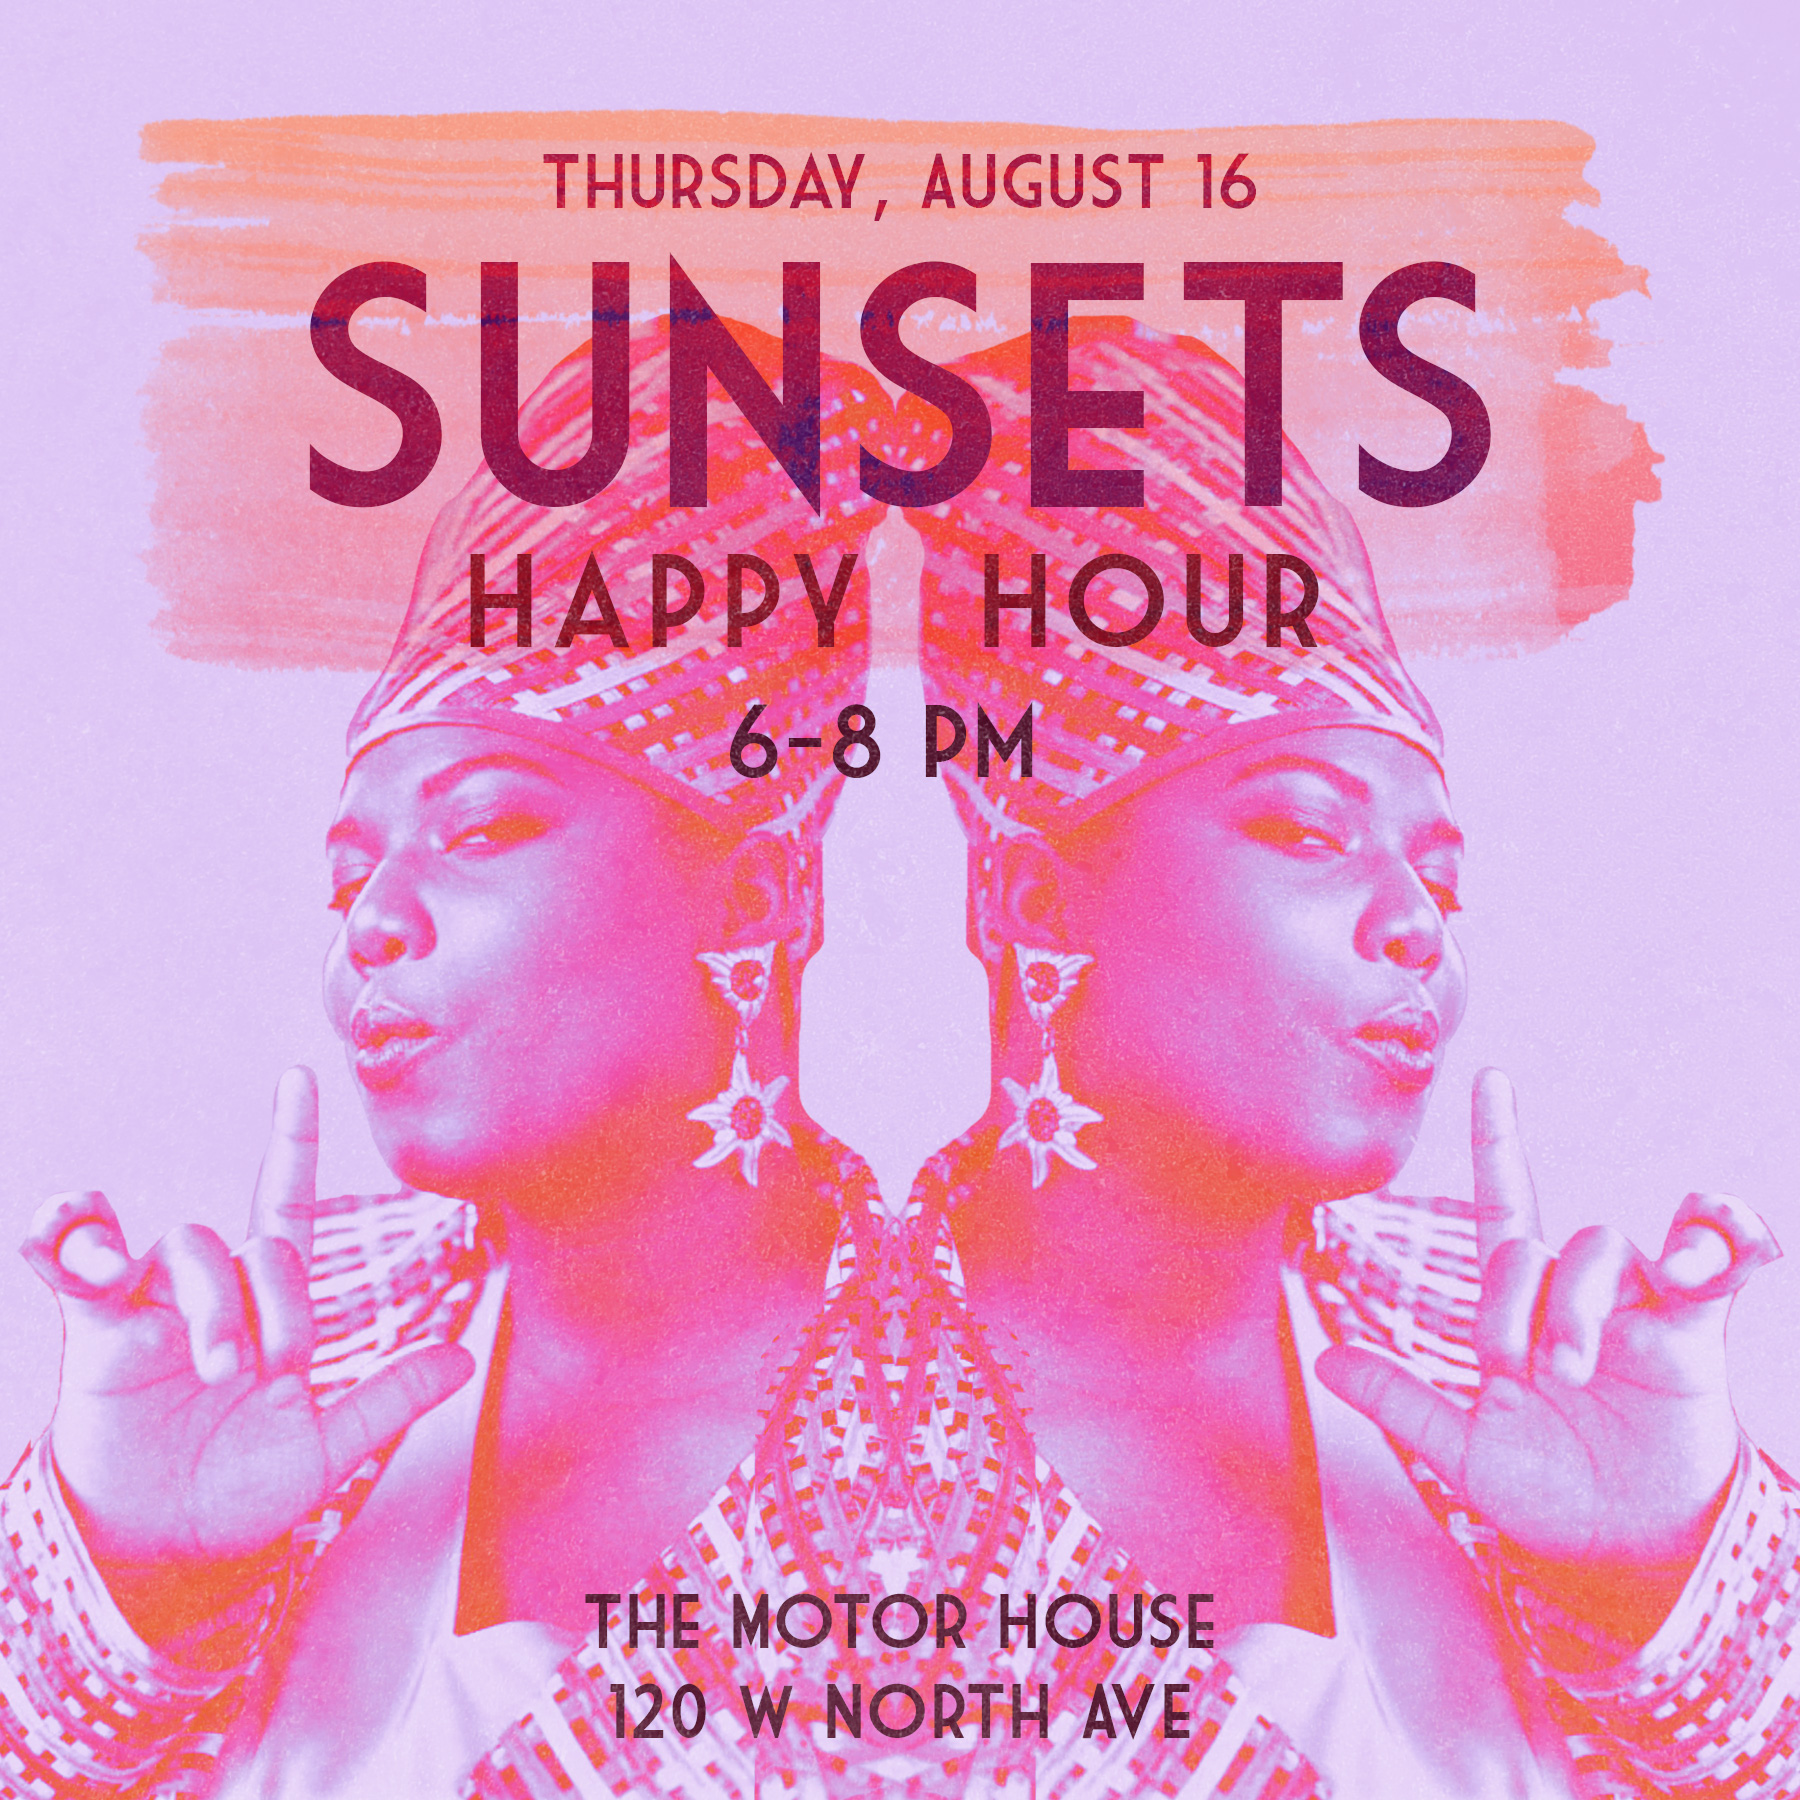 THURSDAY, AUGUST 16
SUNSETS
HAPPY HOUR
6-8 PM
THE MOTOR HOUSE
120 W NORTH AVE